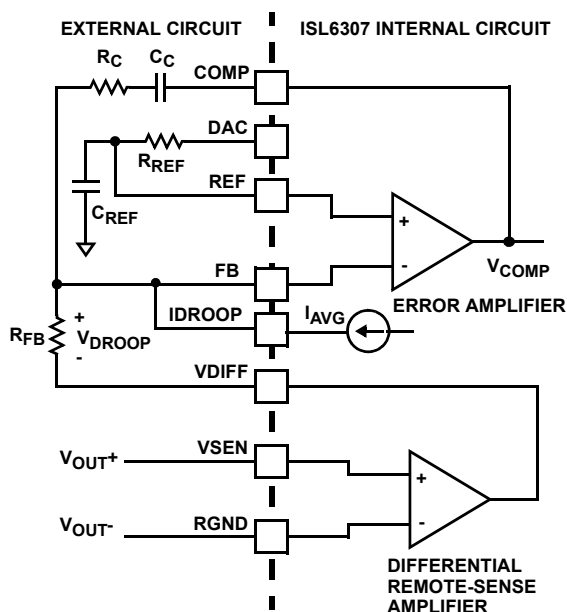 EXTERNAL CIRCUIT
ISL6307 INTERNAL CIRCUIT
RC
CC
COMP
DAC
RREF
REF
CREF
+
-
VCOMP
ERROR AMPLIFIER
FB
IDROOP
IAVG
RFB
+
VDROOP
-
VDIFF
VOUT+
VSEN
+
VOUT-
RGND
-
DIFFERENTIAL
REMOTE-SENSE
AMPLIFIER